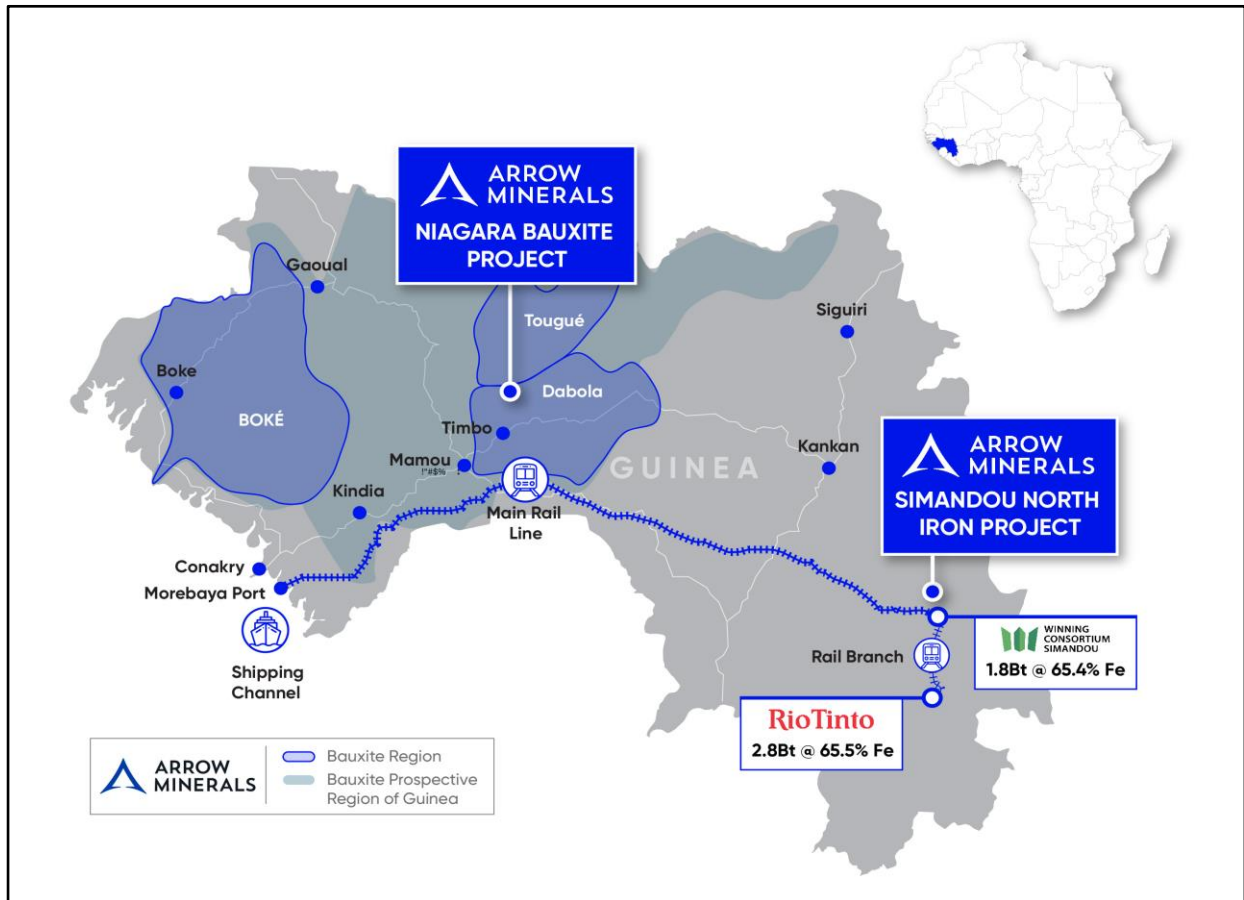 ARROW
MINERALS
NIAGARA BAUXITE
PROJECT
Gaoual
Tougué
Siguiri
Boke
Dabola
BOKÉ
Timbo
Kankan
Mamou
!"#$%
GUINEA
ARROW
MINERALS
SIMANDOU NORTH
IRON PROJECT
Kindia
Main Rail
Line
Conakry
Morebaya Port
Shipping
Channel
Rail Branch
WINNING
CONSORTIUM
SIMANDOU
1.8Bt @ 65.4% Fe
RioTinto
2.8Bt @ 65.5% Fe
ARROW
MINERALS
Bauxite Region
Bauxite Prospective
Region of Guinea